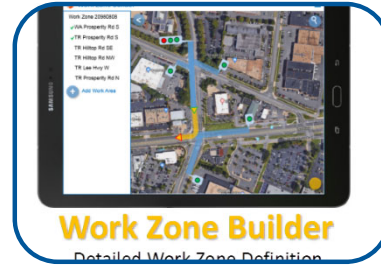 Work Zone 20980808
WA Prosperity Rd S
TR Prosperity Rd S
TR Hilltop Rd SE
TR Hilltop Rd NW
TR Lee Hwy W
TR Prosperity Rd N
Add Work Area
SAMSUNG
Work Zone Builder
Detailed Work Zone Definition